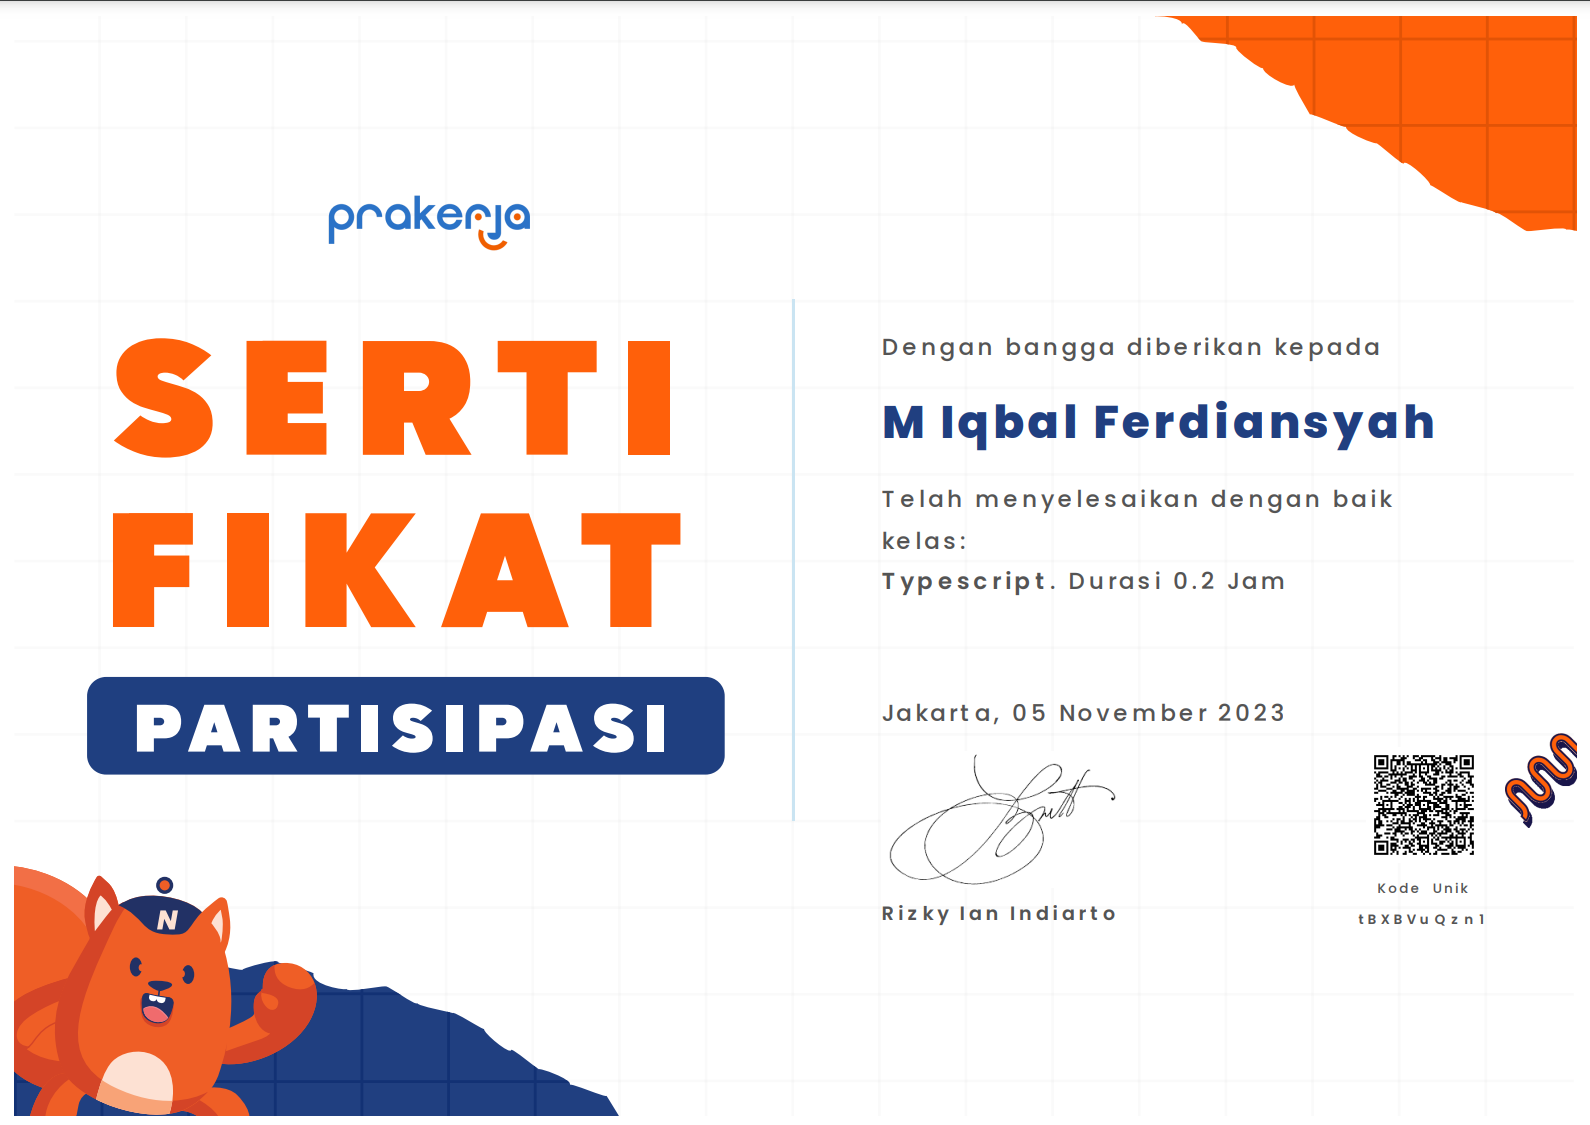 prakerja
SERTI
FIKAT
PARTISIPASI
Dengan bangga diberikan kepada
M Iqbal Ferdiansyah
Telah menyelesaikan dengan baik
kelas:
Typescript. Durasi 0.2 Jam
Jakarta, 05 November 2023
Rizky Ian Indiarto
Kode Unik
tBXBVuQzn1
N